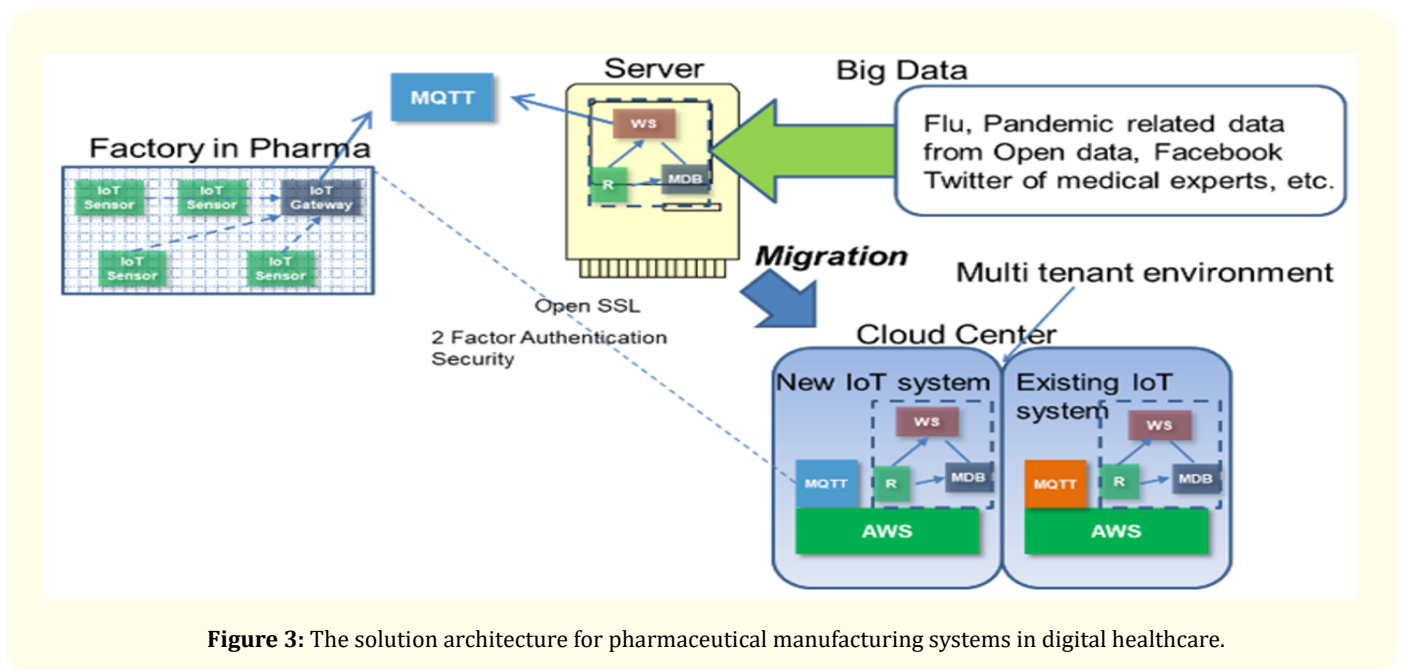 Server
Big Data
MQTT
WS
R
MDB
Flu, Pandemic related data
from Open data, Facebook
Twitter of medical experts, etc.
Factory in Pharma
IoT
Sensor
IoT
Sensor
IoT
Gateway
IoT
Sensor
IoT
Sensor
Migration
Multi tenant environment
Open SSL
2 Factor Authentication
Security
Cloud Center
New IoT system
WS
MQTT
R
MDB
AWS
Existing IoT
system
WS
MQTT
R
MDB
AWS
Figure 3: The solution architecture for pharmaceutical manufacturing systems in digital healthcare.